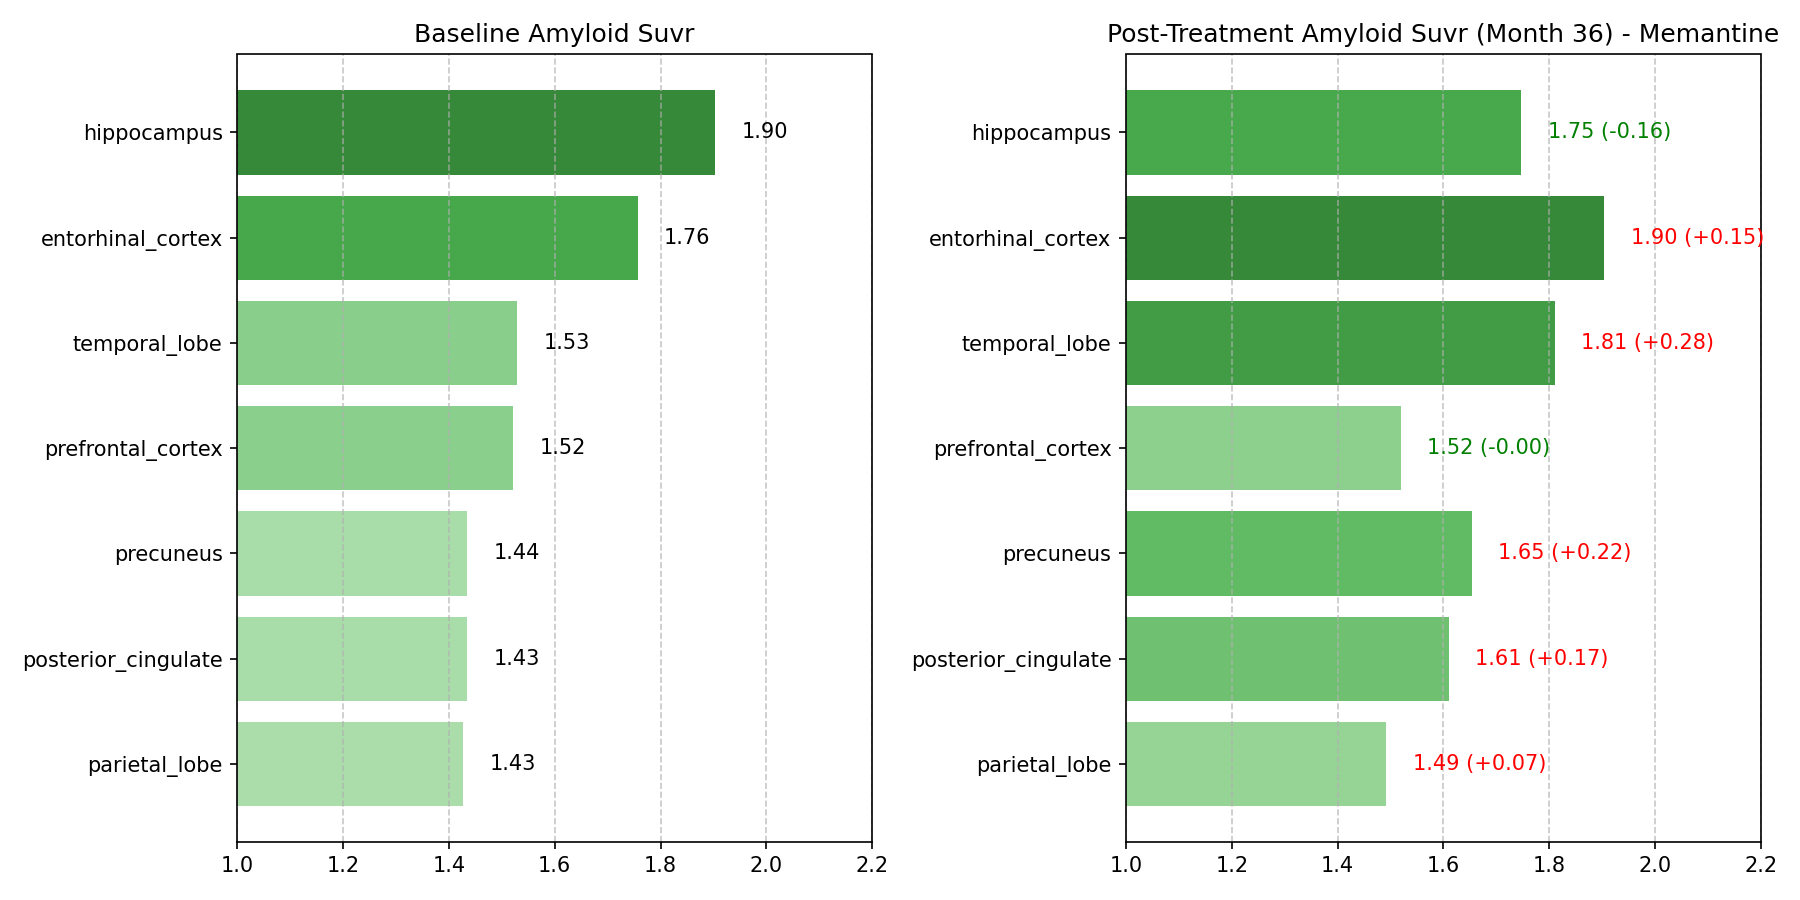 Baseline Amyloid Suvr
hippocampus 1.90
entorhinal_cortex 1.76
temporal_lobe 1.53
prefrontal_cortex 1.52
precuneus 1.44
posterior_cingulate 1.43
parietal_lobe 1.43
1.0 1.2 1.4 1.6 1.8 2.0 2.2
Post-Treatment Amyloid Suvr (Month 36) - Memantine
hippocampus 1.75 (-0.16)
entorhinal_cortex 1.90 (+0.15)
temporal_lobe 1.81 (+0.28)
prefrontal_cortex 1.52 (-0.00)
precuneus 1.65 (+0.22)
posterior_cingulate 1.61 (+0.17)
parietal_lobe 1.49 (+0.07)
1.0 1.2 1.4 1.6 1.8 2.0 2.2